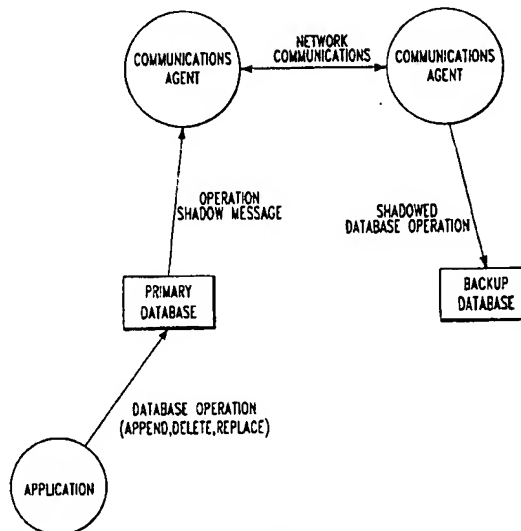 COMMUNICATIONS
AGENT
NETWORK
COMMUNICATIONS
COMMUNICATIONS
AGENT
OPERATION
SHADOW MESSAGE
SHADOWED
DATABASE OPERATION
PRIMARY
DATABASE
BACKUP
DATABASE
DATABASE OPERATION
(APPEND,DELETE,REPLACE)
APPLICATION